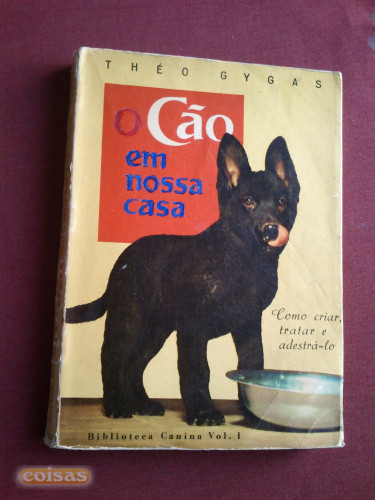 THÉO GYGAS
O Cão
em
nossa
casa
Como criar,
tratar e
adestrá-lo
Biblioteca Canina Vol. 1
coisas